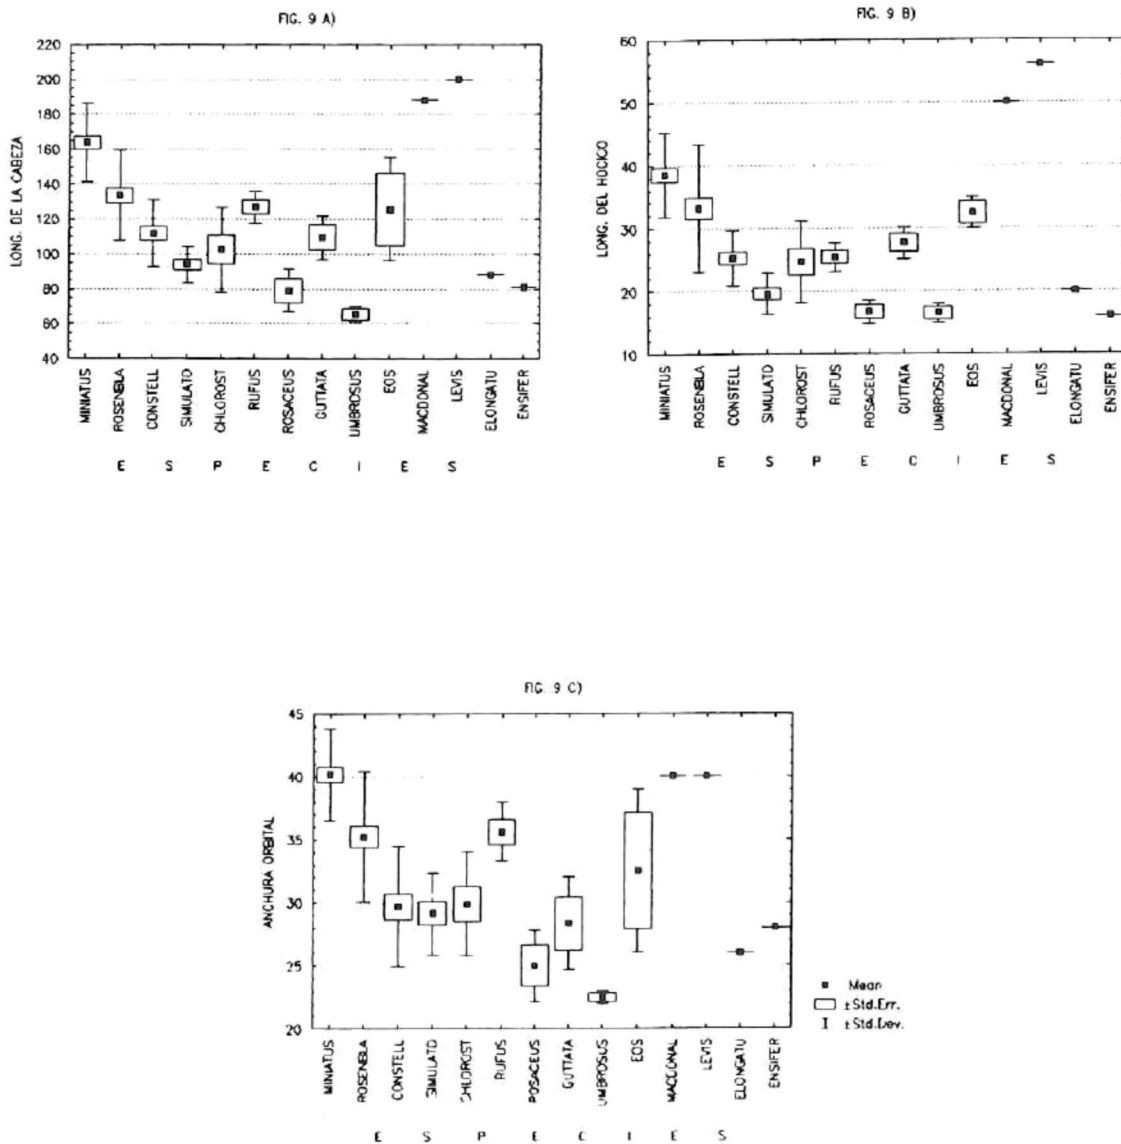 FIG. 9 A)
LONG. DE LA CABEZA
220
200
180
160
140
120
100
80
60
40
MINIATUS
ROSENBLA
CONSTELL
SIMULATO
CHLOROST
RUFUS
ROSACEUS
GUTTATA
UMBROSUS
EOS
MACDONAL
LEVIS
ELONGATU
ENSIFER
E S P E C I E S
FIG. 9 B)
LONG. DEL HOCICO
60
50
40
30
20
10
MINIATUS
ROSENBLA
CONSTELL
SIMULATO
CHLOROST
RUFUS
ROSACEUS
GUTTATA
UMBROSUS
EOS
MACDONAL
LEVIS
ELONGATU
ENSIFER
E S P E C I E S
FIG. 9 C)
ANCHURA ORBITAL
45
40
35
30
25
20
MINIATUS
ROSENBLA
CONSTELL
SIMULATO
CHLOROST
RUFUS
ROSACEUS
GUTTATA
UMBROSUS
EOS
MACDONAL
LEVIS
ELONGATU
ENSIFER
E S P E C I E S
Mean
±Std.Err.
±Std.Dev.